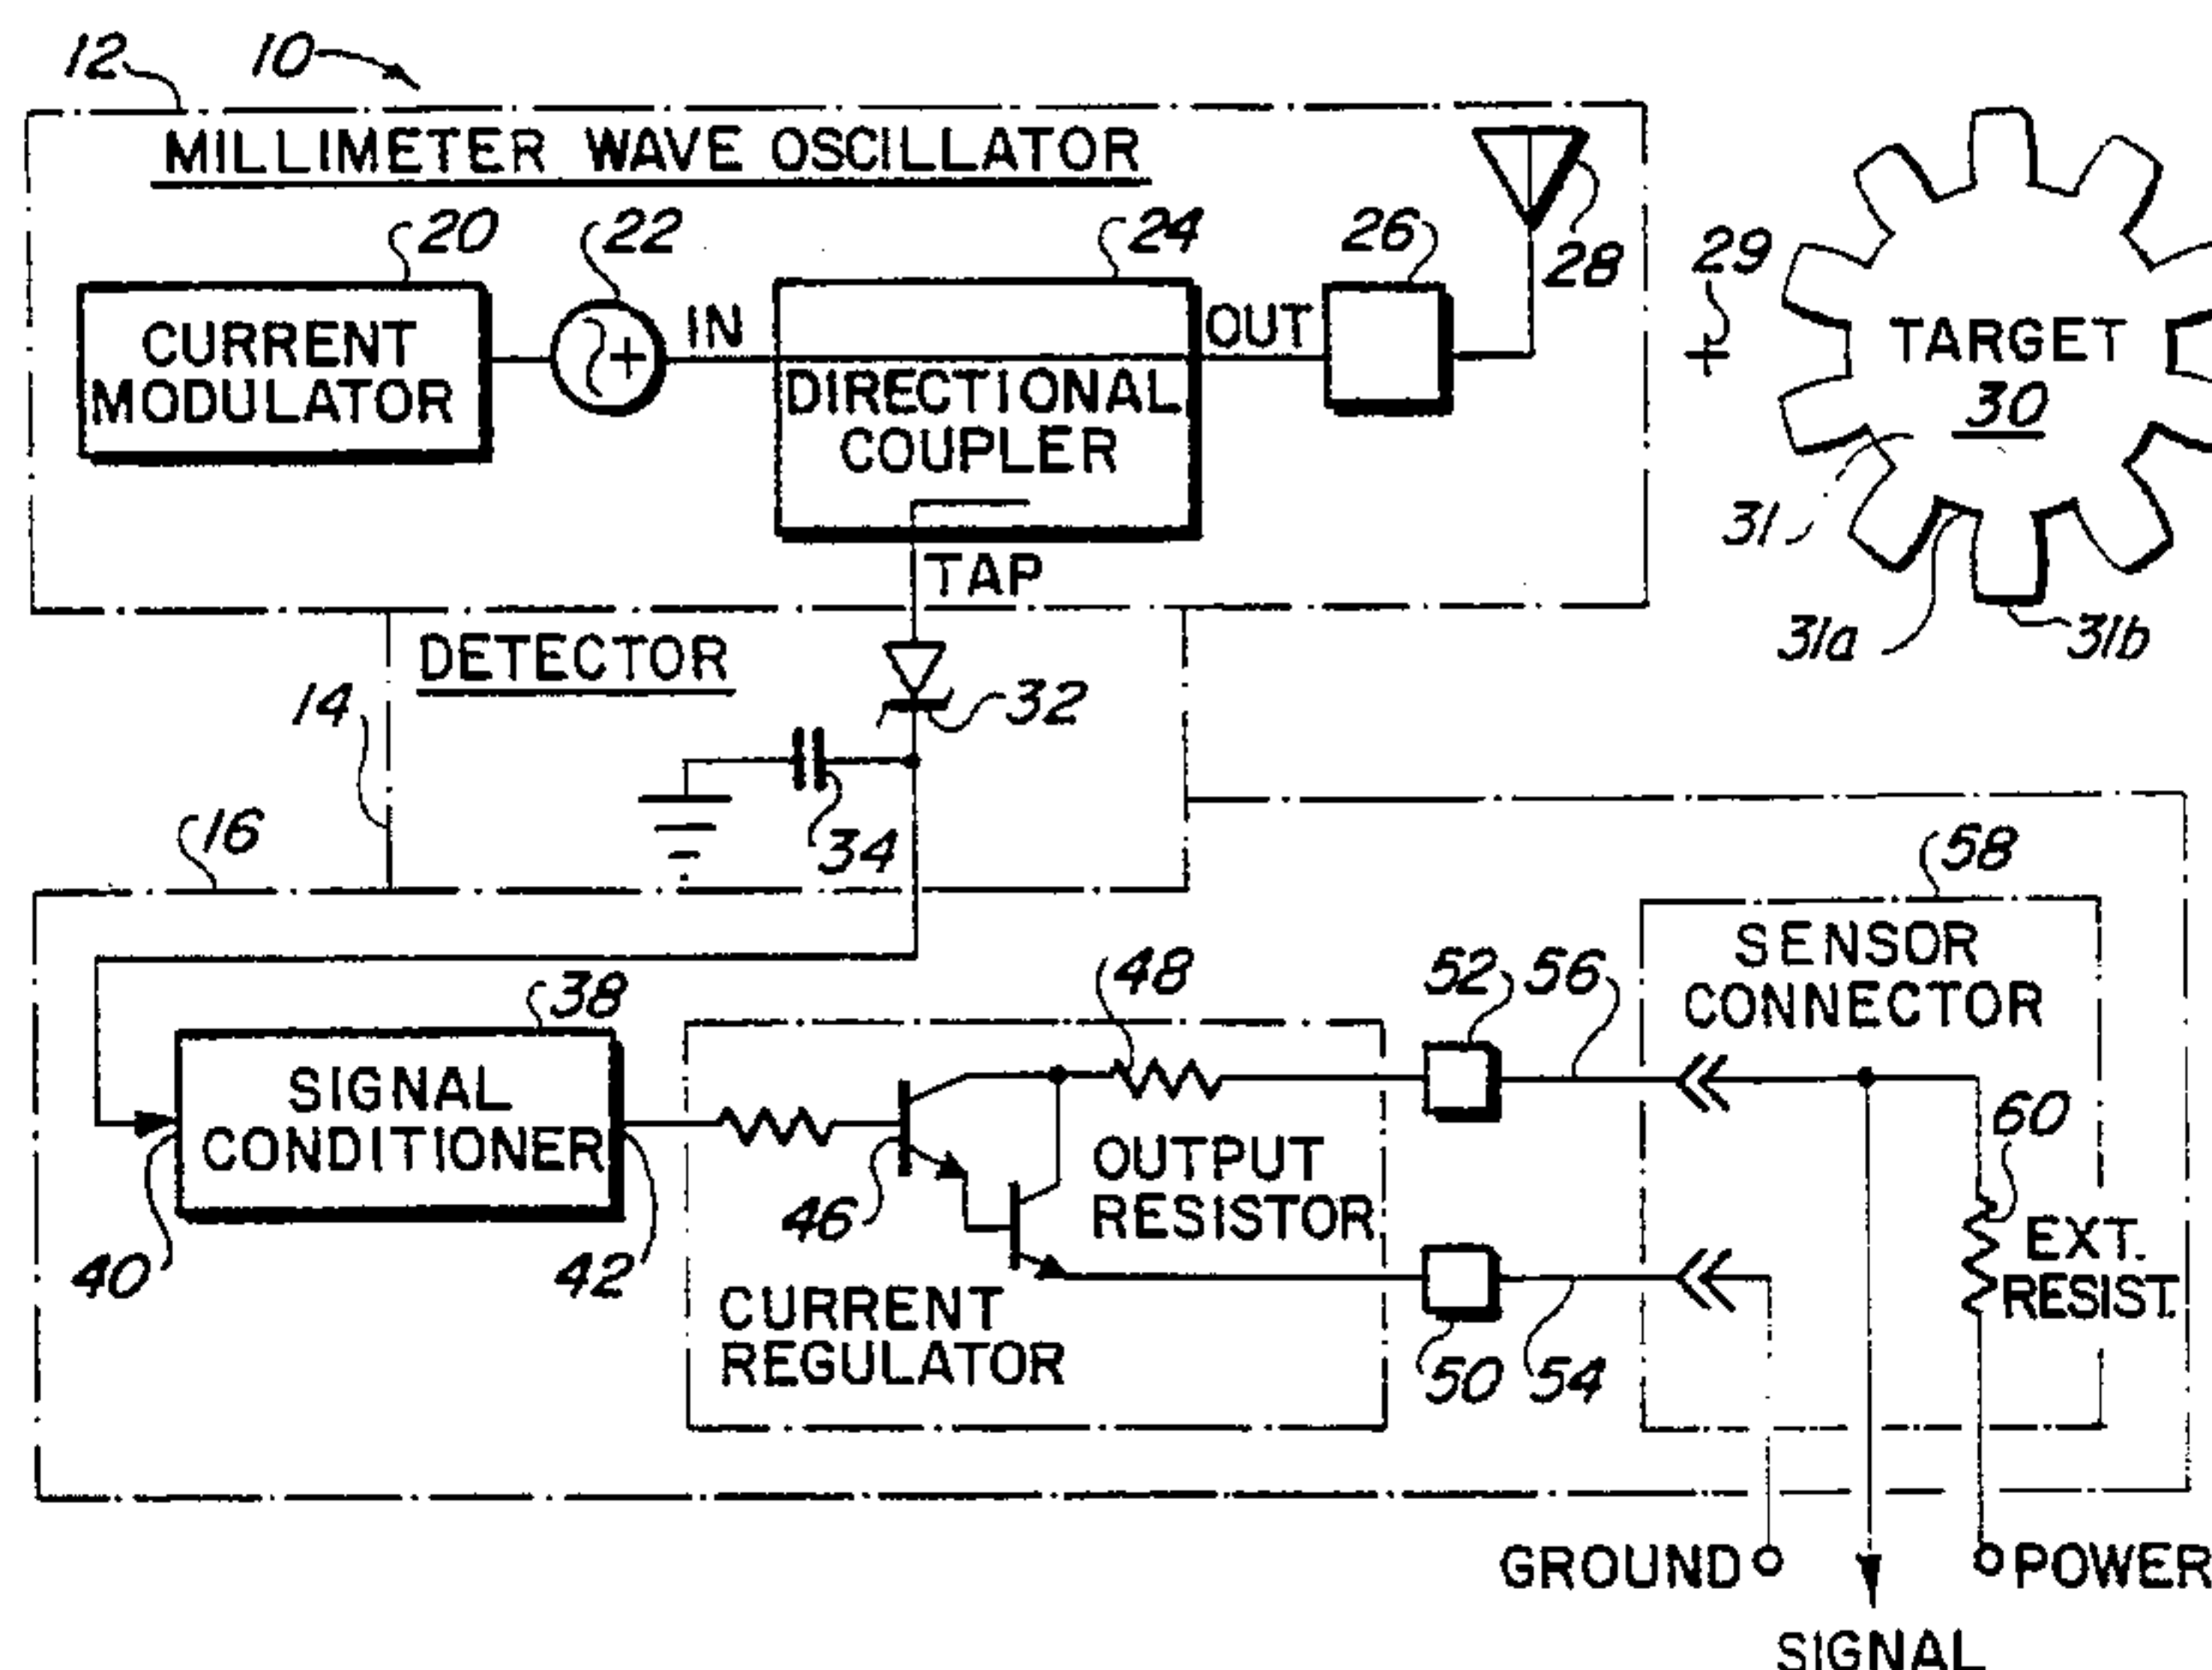 12
10
MILLIMETER WAVE OSCILLATOR
20
22
24
26
28
29
CURRENT
MODULATOR
IN
DIRECTIONAL
COUPLER
OUT
TARGET
30
31
31a
31b
TAP
DETECTOR
14
32
34
16
58
SENSOR
CONNECTOR
38
48
52
56
60
SIGNAL
CONDITIONER
40
42
46
OUTPUT
RESISTOR
CURRENT
REGULATOR
50
54
EXT.
RESIST.
GROUND
POWER
SIGNAL